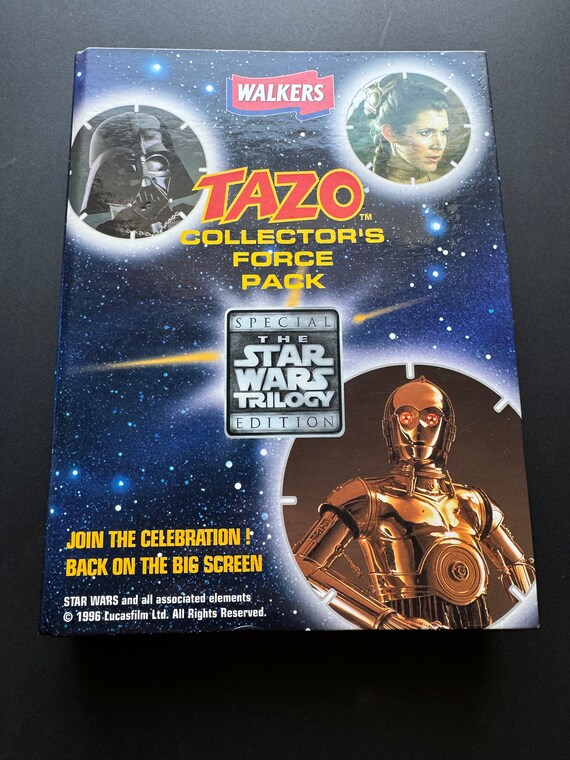 WALKERS
TAZO™
COLLECTOR'S
FORCE
PACK
SPECIAL
THE
STAR
WARS
TRILOGY
EDITION
JOIN THE CELEBRATION !
BACK ON THE BIG SCREEN
STAR WARS and all associated elements
© 1996 Lucasfilm Ltd. All Rights Reserved.